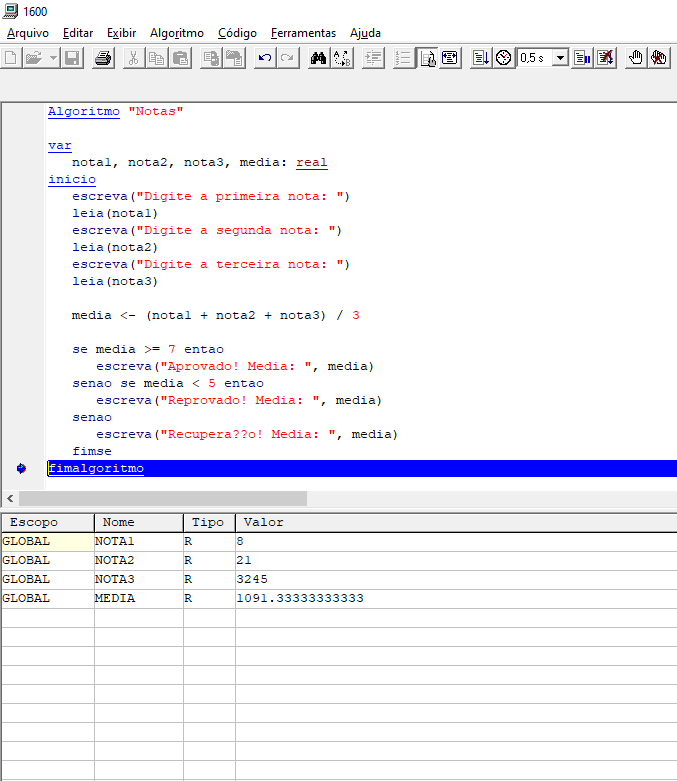 1600
Arquivo Editar Exibir Algoritmo Código Ferramentas Ajuda
0,5 s
Algoritmo "Notas"
var
nota1, nota2, nota3, media: real
inicio
escreva("Digite a primeira nota: ")
leia(nota1)
escreva("Digite a segunda nota: ")
leia(nota2)
escreva("Digite a terceira nota: ")
leia(nota3)
media <- (nota1 + nota2 + nota3) / 3
se media >= 7 entao
escreva("Aprovado! Media: ", media)
senao se media < 5 entao
escreva("Reprovado! Media: ", media)
senao
escreva("Recupera??o! Media: ", media)
fimse
fimalgoritmo
Escopo Nome Tipo Valor
GLOBAL NOTA1 R 8
GLOBAL NOTA2 R 21
GLOBAL NOTA3 R 3245
GLOBAL MEDIA R 1091.33333333333